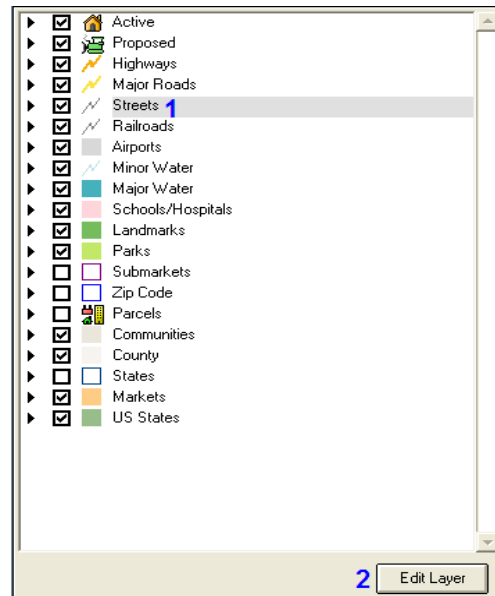 Active
Proposed
Highways
Major Roads
Streets 1
Railroads
Airports
Minor Water
Major Water
Schools/Hospitals
Landmarks
Parks
Submarkets
Zip Code
Parcels
Communities
County
States
Markets
US States
2 Edit Layer